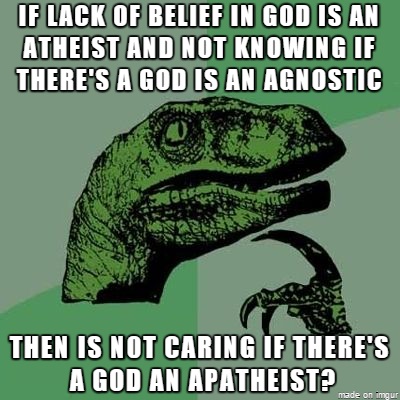 IF LACK OF BELIEF IN GOD IS AN
ATHEIST AND NOT KNOWING IF
THERE'S A GOD IS AN AGNOSTIC
THEN IS NOT CARING IF THERE'S
A GOD AN APATHEIST?
made on imgur